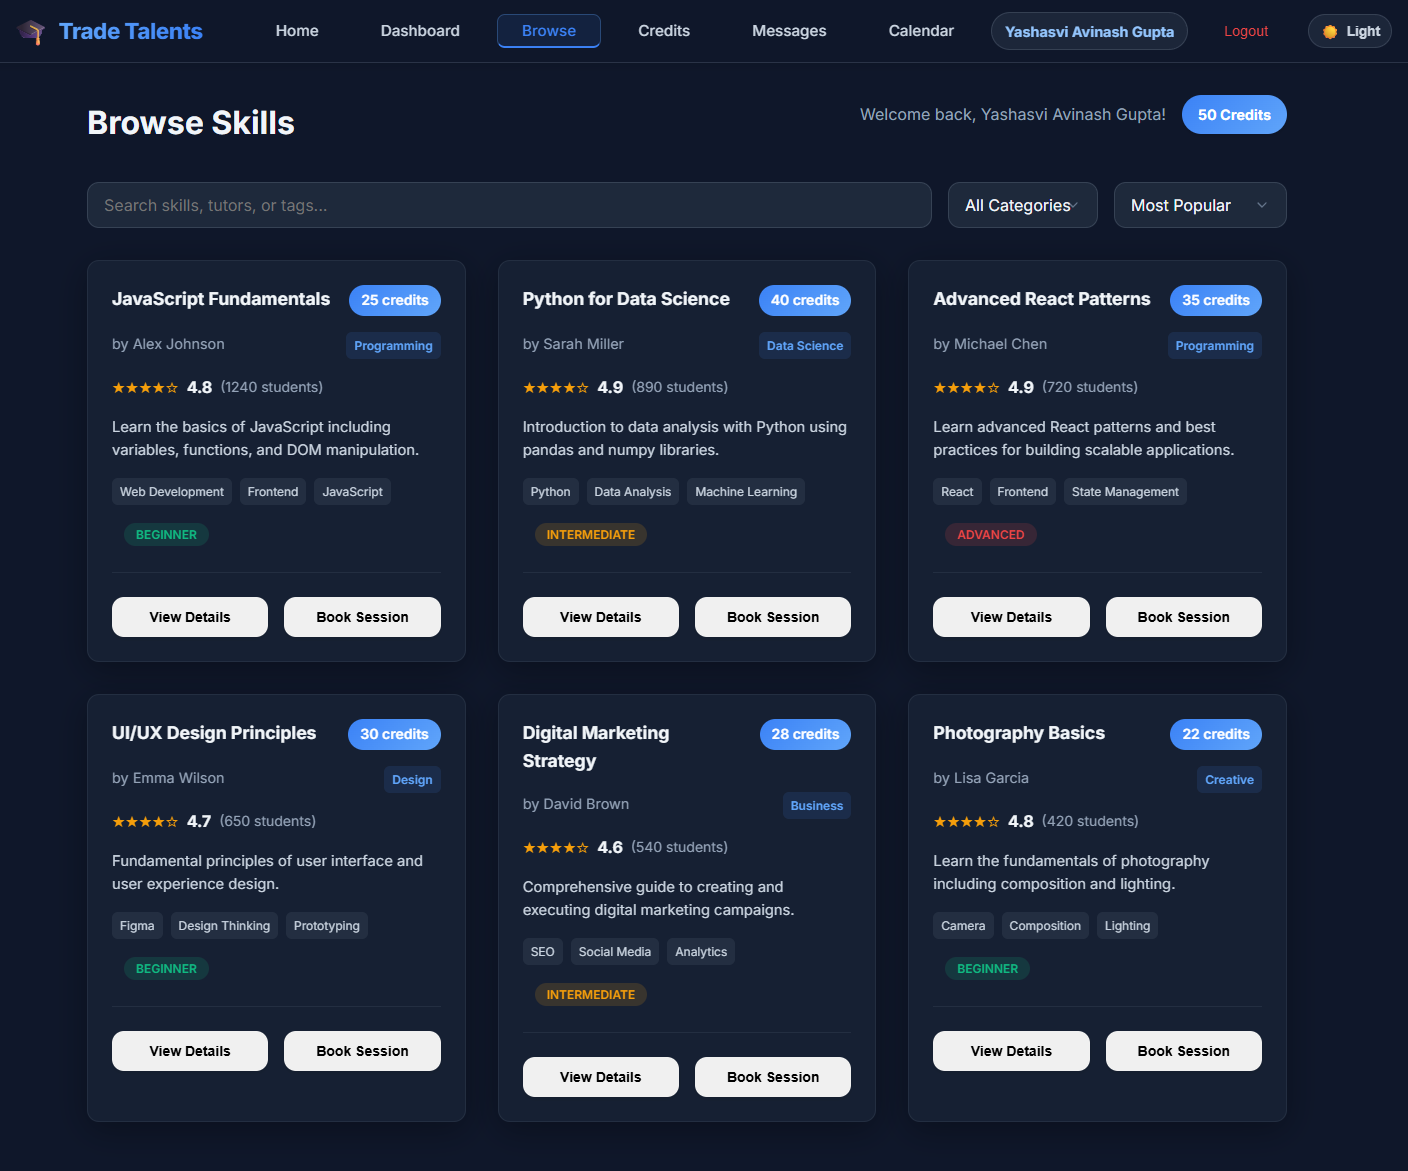 Trade Talents
Home
Dashboard
Browse
Credits
Messages
Calendar
Yashasvi Avinash Gupta
Logout
Light
Browse Skills
Welcome back, Yashasvi Avinash Gupta!
50 Credits
Search skills, tutors, or tags...
All Categories
Most Popular
JavaScript Fundamentals
25 credits
by Alex Johnson
Programming
★★★★☆ 4.8 (1240 students)
Learn the basics of JavaScript including
variables, functions, and DOM manipulation.
Web Development
Frontend
JavaScript
BEGINNER
View Details
Book Session
Python for Data Science
40 credits
by Sarah Miller
Data Science
★★★★☆ 4.9 (890 students)
Introduction to data analysis with Python using
pandas and numpy libraries.
Python
Data Analysis
Machine Learning
INTERMEDIATE
View Details
Book Session
Advanced React Patterns
35 credits
by Michael Chen
Programming
★★★★☆ 4.9 (720 students)
Learn advanced React patterns and best
practices for building scalable applications.
React
Frontend
State Management
ADVANCED
View Details
Book Session
UI/UX Design Principles
30 credits
by Emma Wilson
Design
★★★★☆ 4.7 (650 students)
Fundamental principles of user interface and
user experience design.
Figma
Design Thinking
Prototyping
BEGINNER
View Details
Book Session
Digital Marketing
Strategy
28 credits
by David Brown
Business
★★★★☆ 4.6 (540 students)
Comprehensive guide to creating and
executing digital marketing campaigns.
SEO
Social Media
Analytics
INTERMEDIATE
View Details
Book Session
Photography Basics
22 credits
by Lisa Garcia
Creative
★★★★☆ 4.8 (420 students)
Learn the fundamentals of photography
including composition and lighting.
Camera
Composition
Lighting
BEGINNER
View Details
Book Session